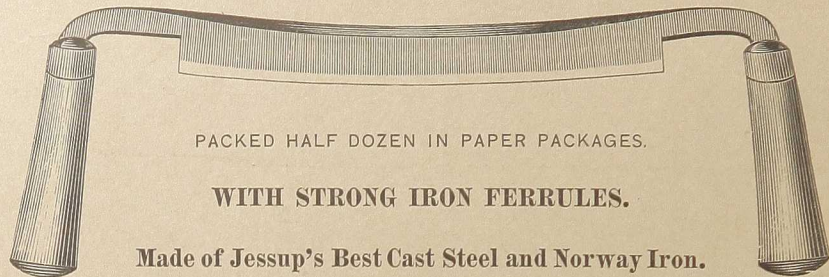 PACKED HALF DOZEN IN PAPER PACKAGES.
WITH STRONG IRON FERRULES.
Made of Jessup's Best Cast Steel and Norway Iron.